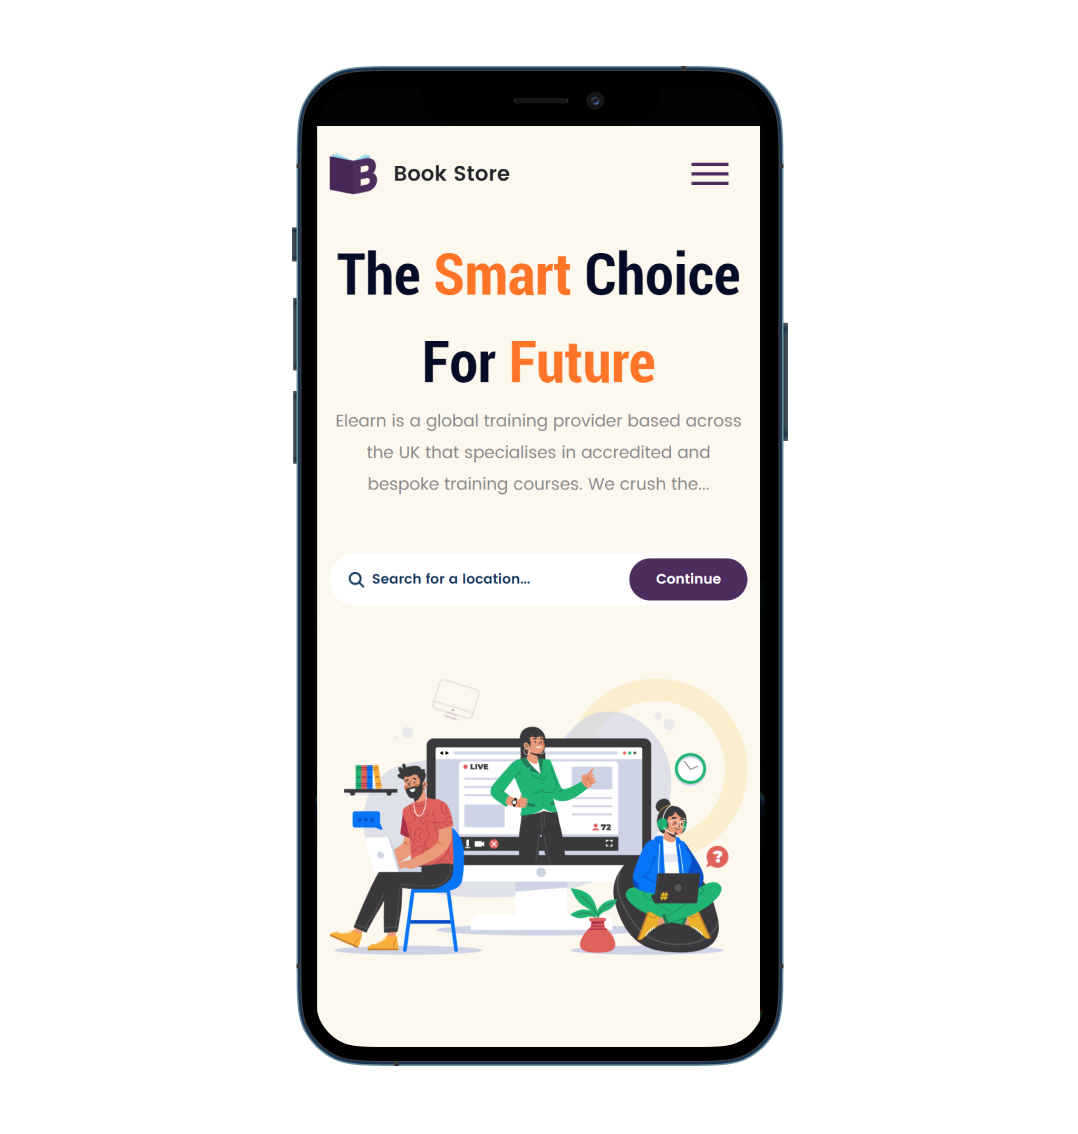 Book Store
The Smart Choice
For Future
Elearn is a global training provider based across
the UK that specialises in accredited and
bespoke training courses. We crush the...
Search for a location...
Continue
LIVE
72
?
#